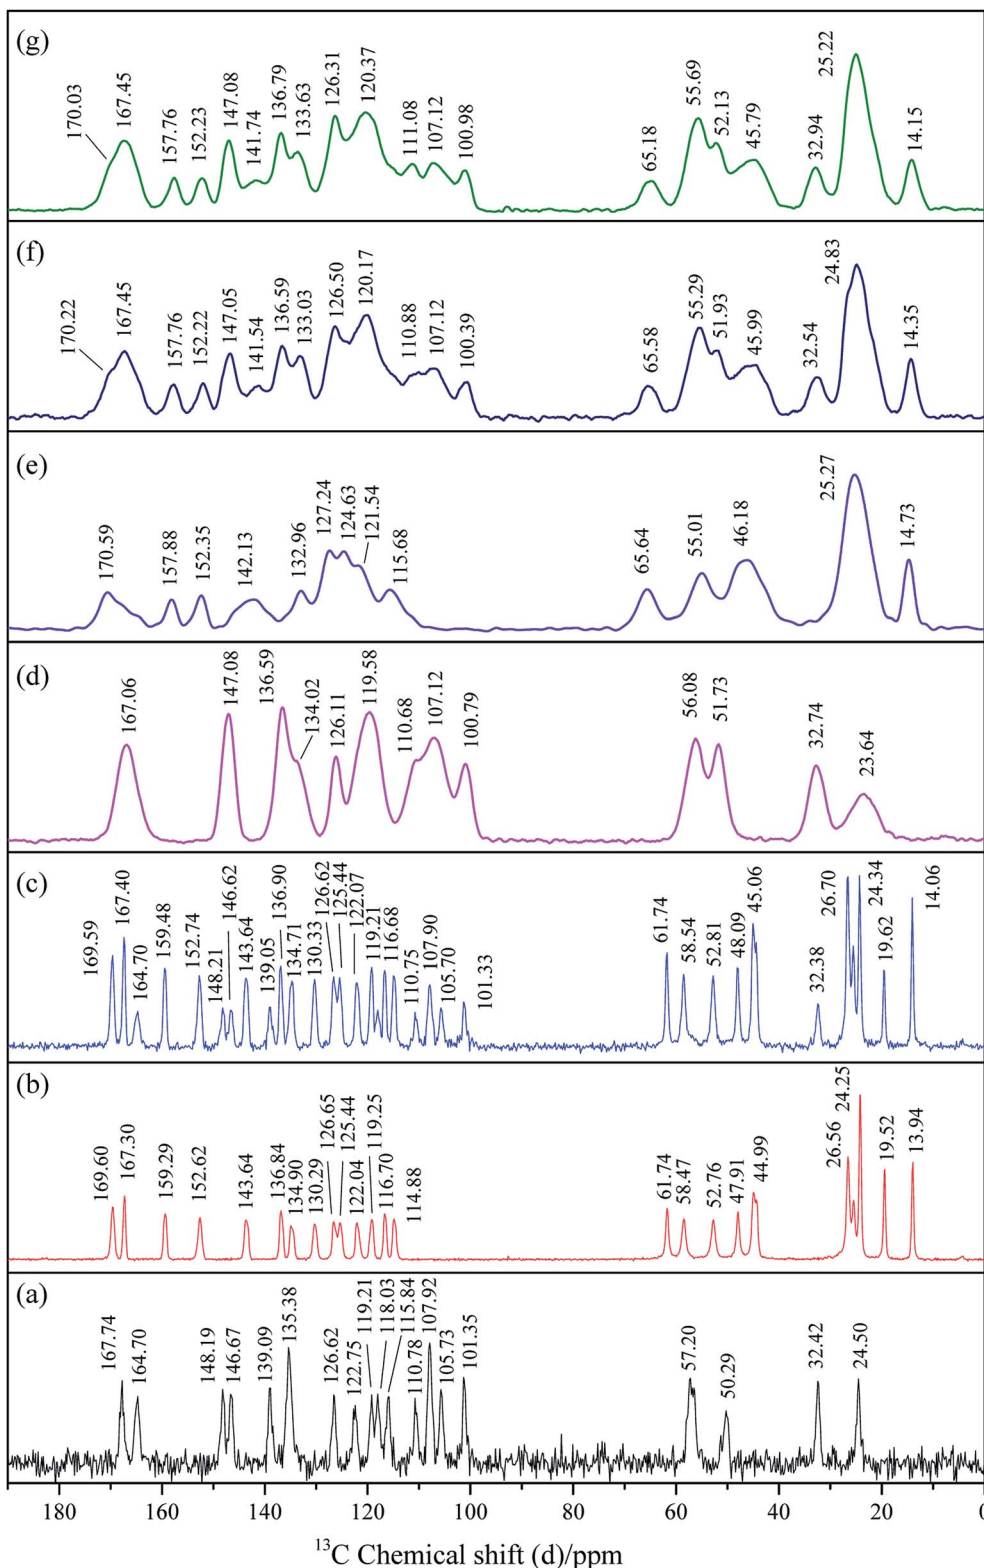 (g)
170.03 167.45 157.76 152.23 147.08 141.74 136.79 133.63 126.31 120.37 111.08 107.12 100.98 65.18 55.69 52.13 45.79 32.94 25.22 14.15
(f)
170.22 167.45 157.76 152.22 147.05 141.54 136.59 133.03 126.50 120.17 110.88 107.12 100.39 65.58 55.29 51.93 45.99 32.54 24.83 14.35
(e)
170.59 157.88 152.35 142.13 132.96 127.24 124.63 121.54 115.68 65.64 55.01 46.18 25.27 14.73
(d)
167.06 147.08 136.59 134.02 126.11 119.58 110.68 107.12 100.79 56.08 51.73 32.74 23.64
(c)
169.59 167.40 164.70 159.48 152.74 148.21 146.62 143.64 139.05 136.90 134.71 130.33 126.62 125.44 122.07 119.21 116.68 110.75 107.90 105.70 101.33 61.74 58.54 52.81 48.09 45.06 32.38 26.70 24.34 19.62 14.06
(b)
169.60 167.30 159.29 152.62 143.64 136.84 134.90 130.29 126.65 125.44 122.04 119.25 116.70 114.88 61.74 58.47 52.76 47.91 44.99 26.56 24.25 19.52 13.94
(a)
167.74 164.70 148.19 146.67 139.09 135.38 126.62 122.75 119.21 118.03 115.84 110.78 107.92 105.73 101.35 57.20 50.29 32.42 24.50
180 160 140 120 100 80 60 40 20 0
13C Chemical shift (d)/ppm